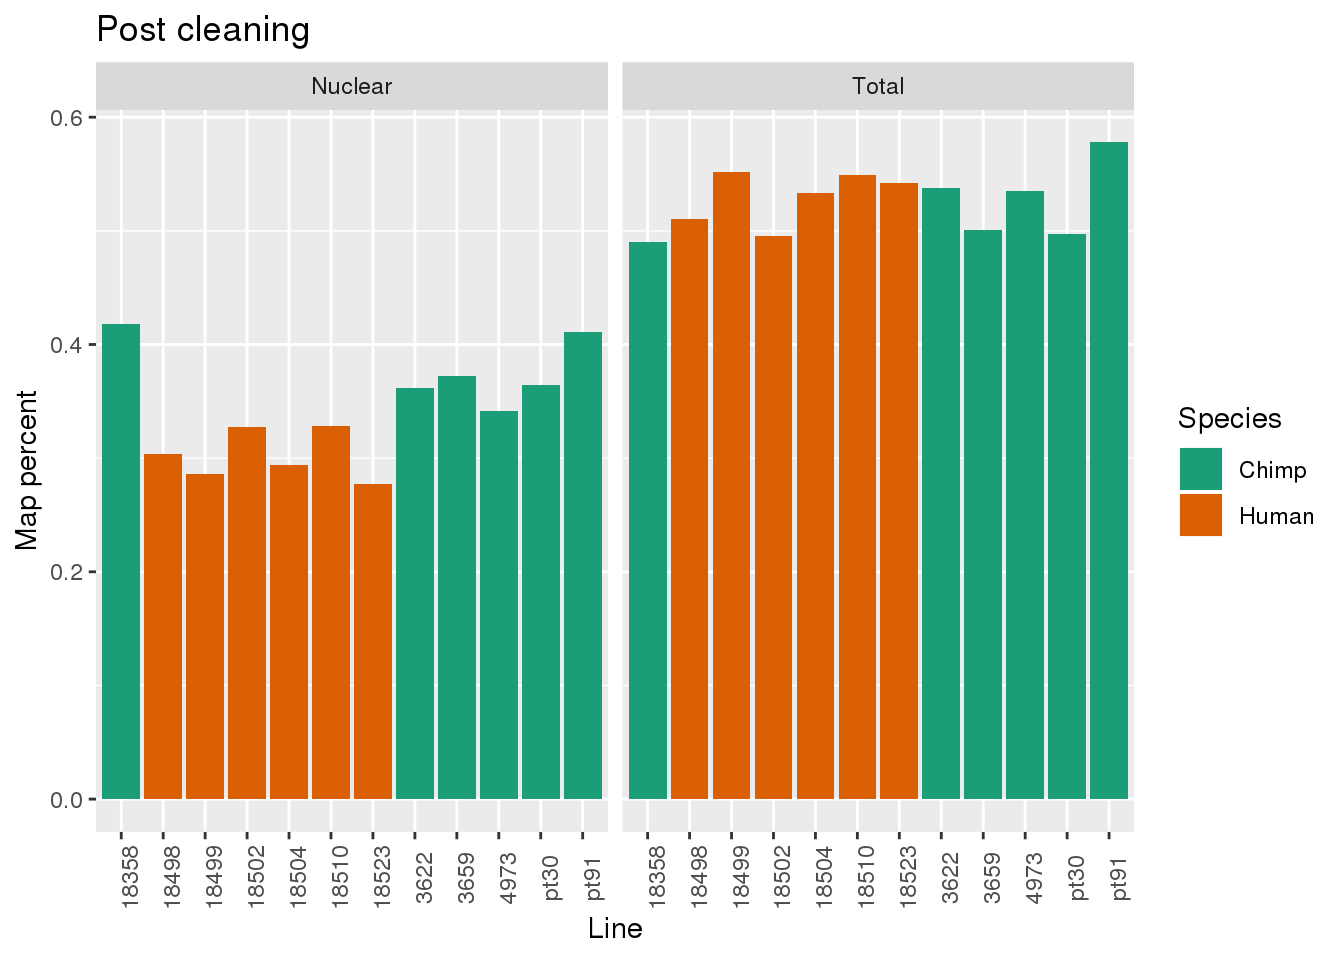 Post cleaning
Nuclear
Total
0.6
0.4
0.2
0.0
Map percent
18358
18498
18499
18502
18504
18510
18523
3622
3659
4973
pt30
pt91
18358
18498
18499
18502
18504
18510
18523
3622
3659
4973
pt30
pt91
Line
Species
Chimp
Human